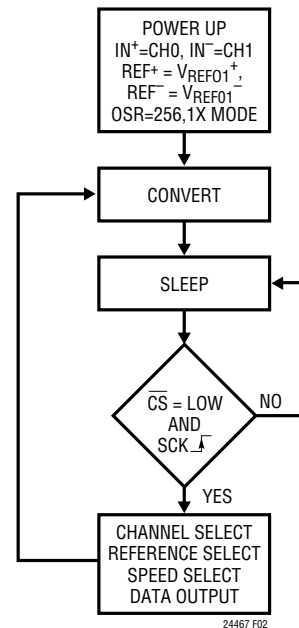 POWER UP
IN⁺=CH0, IN⁻=CH1
REF⁺ = V_REF01⁺,
REF⁻ = V_REF01⁻
OSR=256,1X MODE
CONVERT
SLEEP
C̅S̅ = LOW
AND
SCK
NO
YES
CHANNEL SELECT
REFERENCE SELECT
SPEED SELECT
DATA OUTPUT
24467 F02